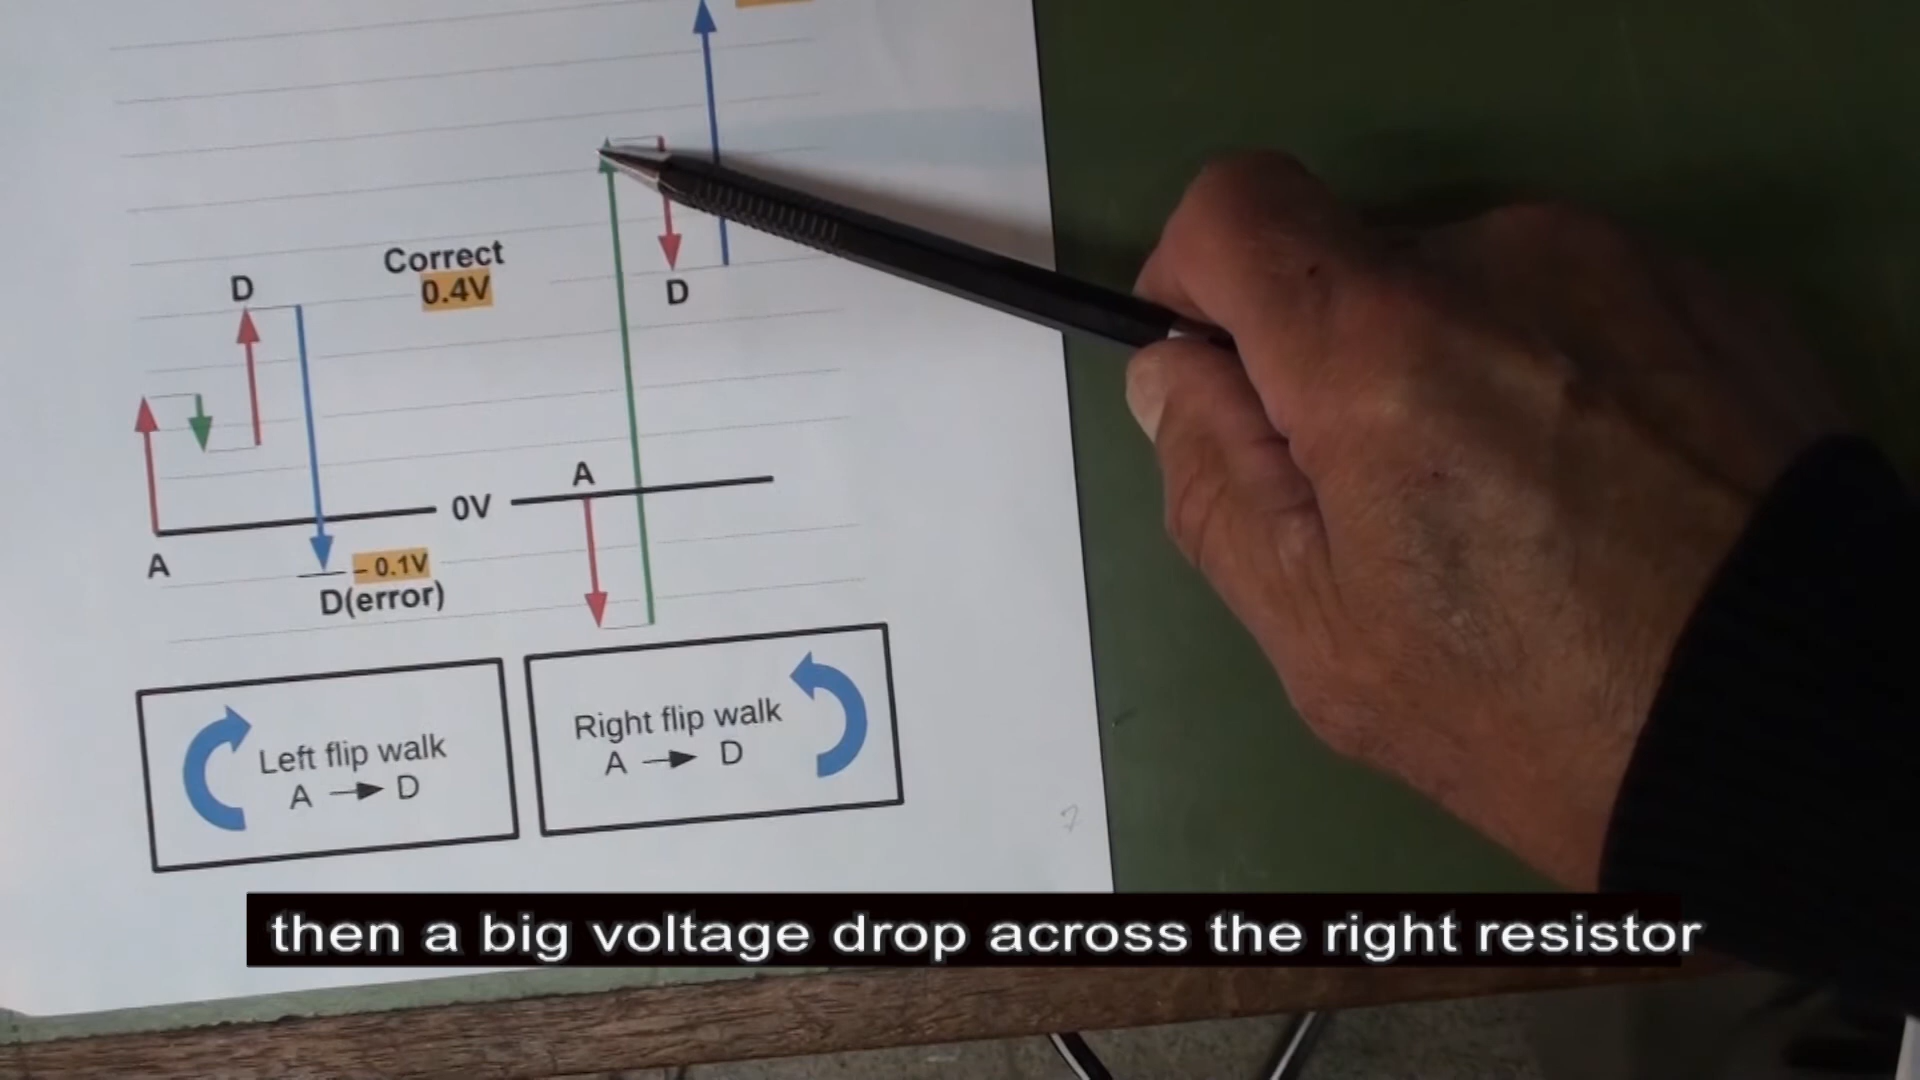 Correct
0.4V
D
D
A
0V
A
– 0.1V
D(error)
Left flip walk
A → D
Right flip walk
A → D
7
then a big voltage drop across the right resistor